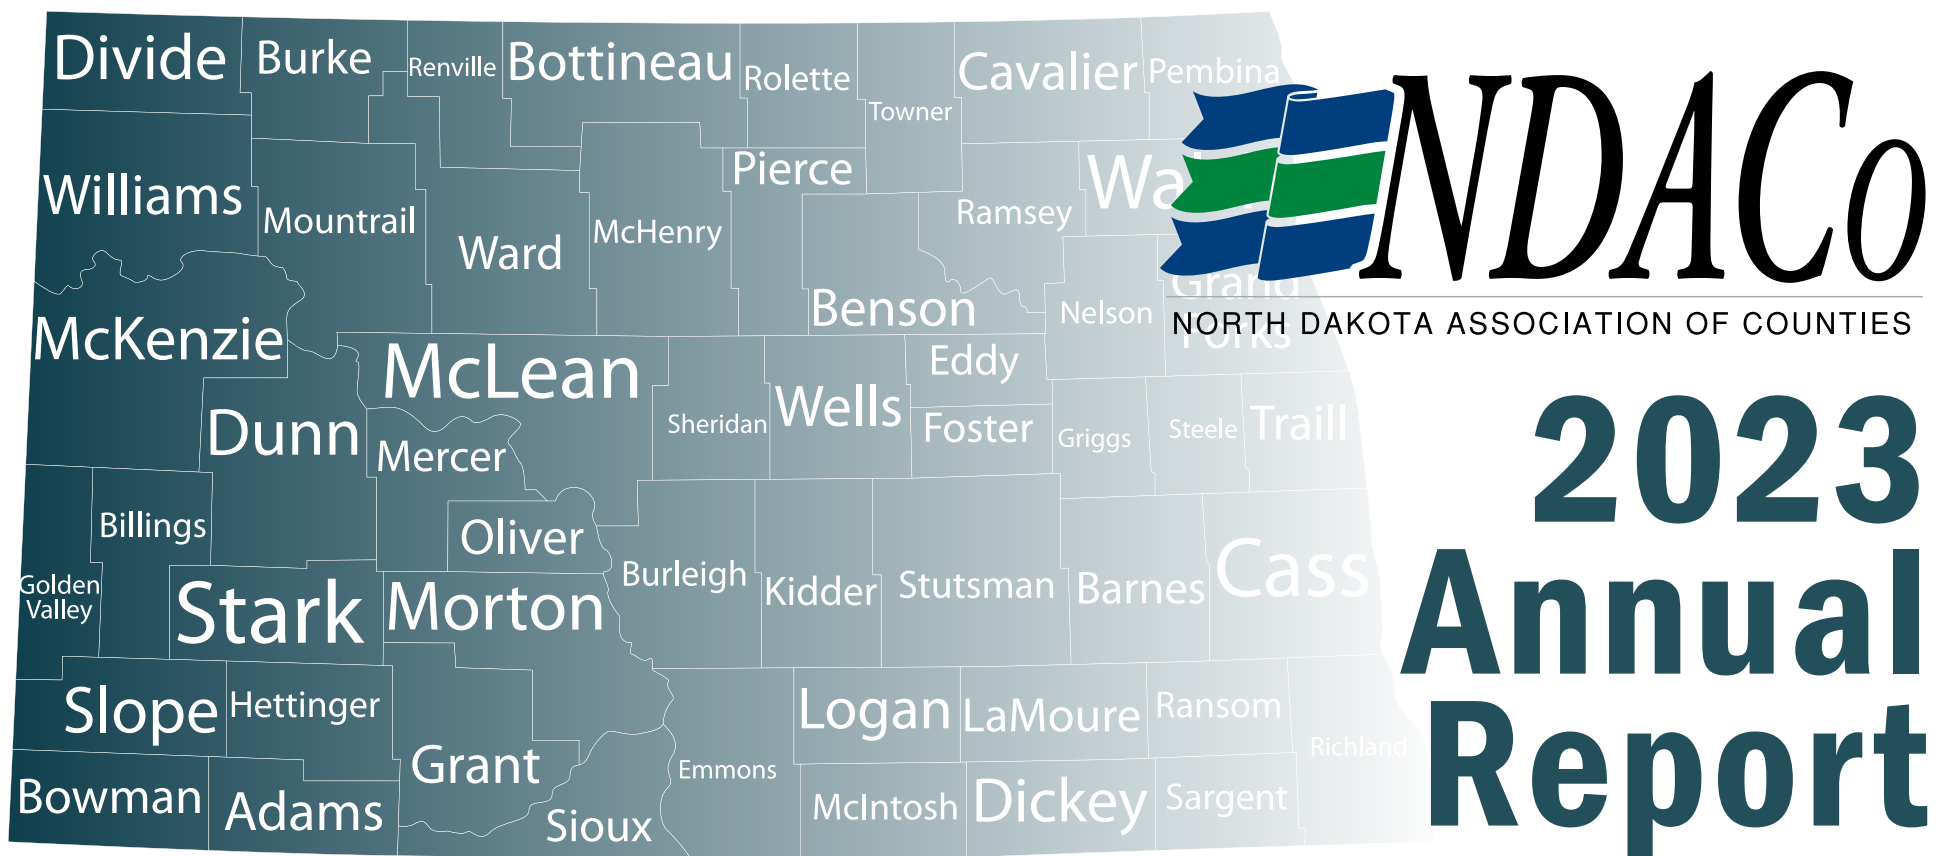 Divide
Burke
Renville
Bottineau
Rolette
Towner
Cavalier
Pembina
Williams
Mountrail
Ward
McHenry
Pierce
Ramsey
NDACo
NORTH DAKOTA ASSOCIATION OF COUNTIES
McKenzie
Benson
Nelson
Grand
Forks
McLean
Sheridan
Wells
Eddy
Foster
Griggs
Steele
Traill
Dunn
Mercer
2023
Annual
Report
Billings
Oliver
Golden
Valley
Stark
Morton
Burleigh
Kidder
Stutsman
Barnes
Cass
Slope
Hettinger
Grant
Logan
LaMoure
Ransom
Richland
Bowman
Adams
Sioux
Emmons
McIntosh
Dickey
Sargent